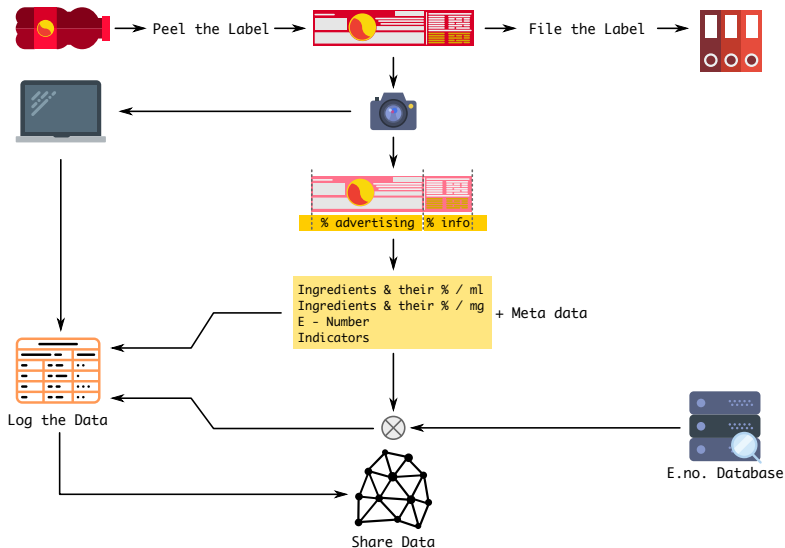 Peel the Label
File the Label
% advertising
% info
Ingredients & their % / ml
Ingredients & their % / mg
E - Number
Indicators
+ Meta data
Log the Data
E.no. Database
Share Data